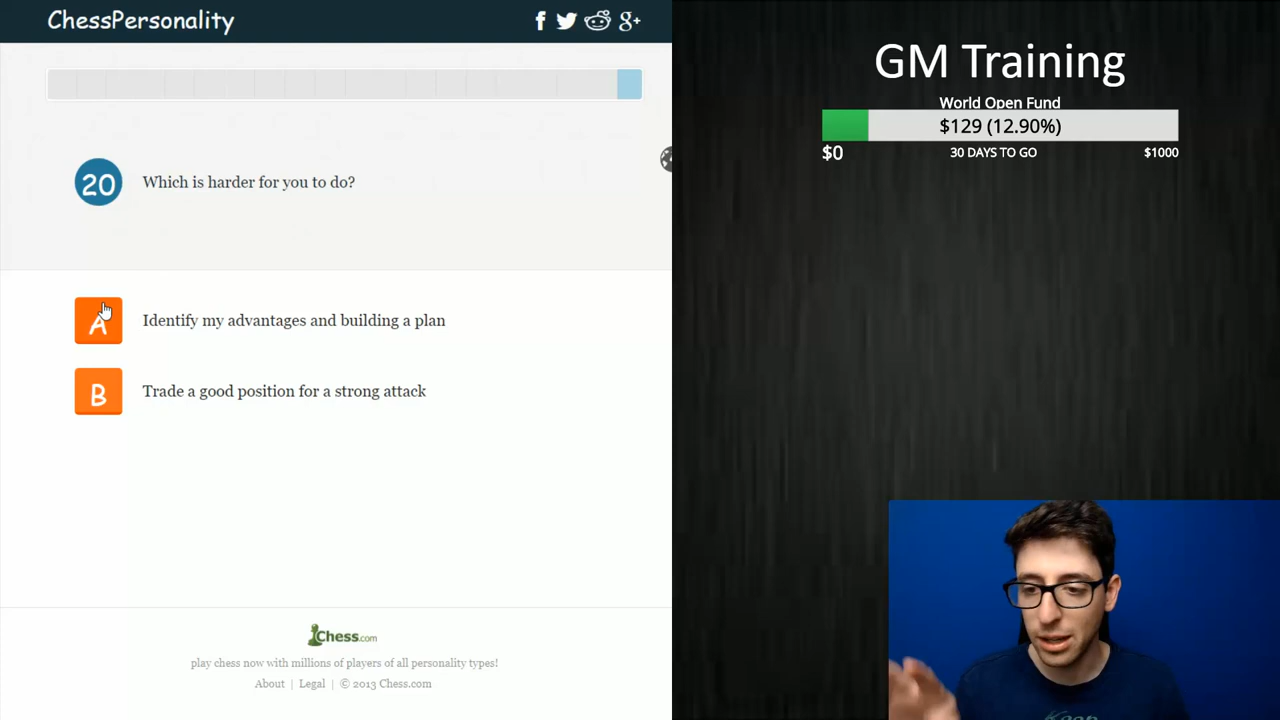 ChessPersonality
GM Training
World Open Fund
$129 (12.90%)
$0
30 DAYS TO GO
$1000
20
Which is harder for you to do?
A
Identify my advantages and building a plan
B
Trade a good position for a strong attack
Chess.com
play chess now with millions of players of all personality types!
About | Legal | © 2013 Chess.com